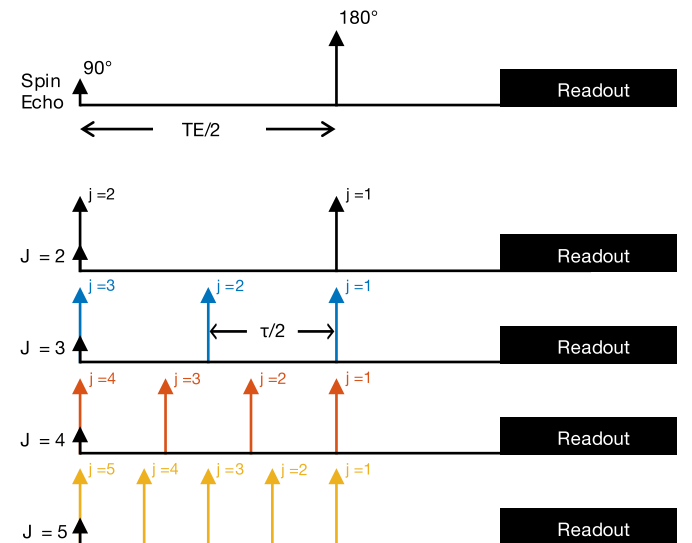 180°
90°
Spin
Echo
Readout
TE/2
j =2
j =1
J = 2
Readout
j =3
j =2
j =1
τ/2
J = 3
Readout
j =4
j =3
j =2
j =1
J = 4
Readout
j =5
j =4
j =3
j =2
j =1
J = 5
Readout